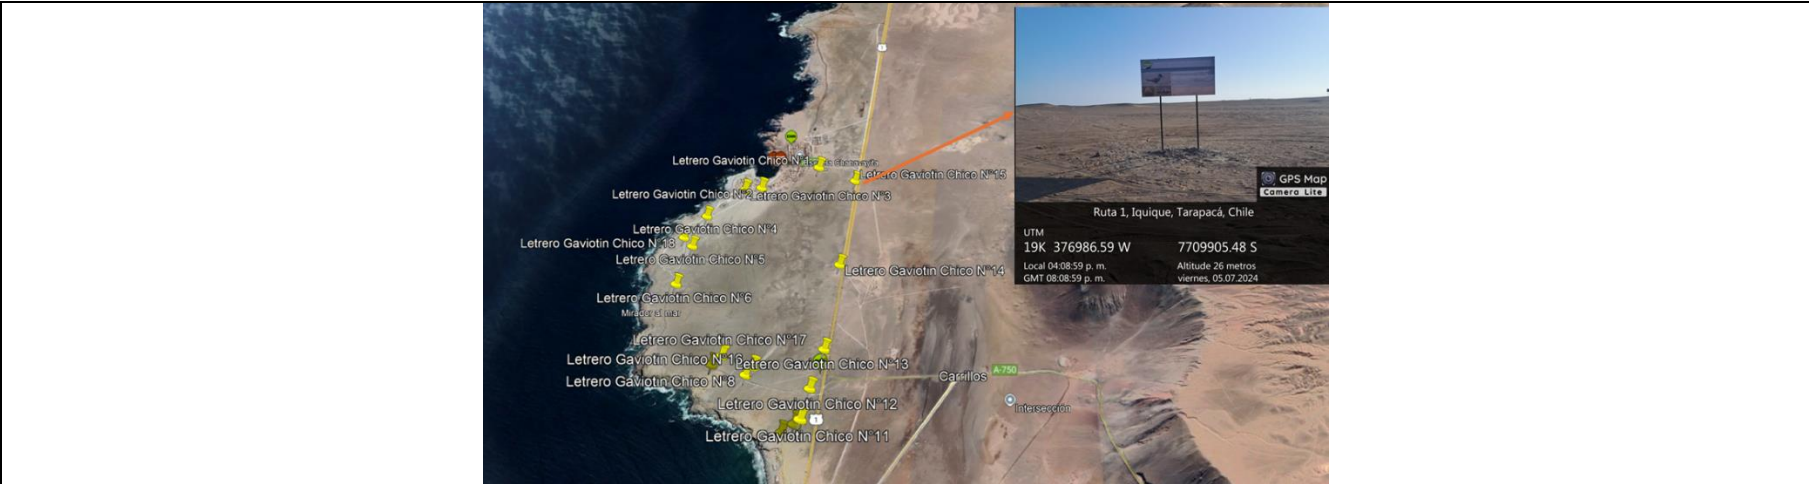 1
Letrero Gaviotin Chico N°1
Letrero Gaviotin Chico N°15
Letrero Gaviotin Chico N°2
Letrero Gaviotin Chico N°3
Letrero Gaviotin Chico N°4
Letrero Gaviotin Chico N°18
Letrero Gaviotin Chico N°5
Letrero Gaviotin Chico N°14
Letrero Gaviotin Chico N°6
Mirador al mar
Letrero Gaviotin Chico N°17
Letrero Gaviotin Chico N°16
Letrero Gaviotin Chico N°13
Letrero Gaviotin Chico N°8
Carrillos
A-750
Letrero Gaviotin Chico N°12
Intersección
1
Letrero Gaviotin Chico N°11
GPS Map
Camera Lite
Ruta 1, Iquique, Tarapacá, Chile
UTM
19K 376986.59 W 7709905.48 S
Local 04:08:59 p. m. Altitude 26 metros
GMT 08:08:59 p. m. viernes, 05.07.2024